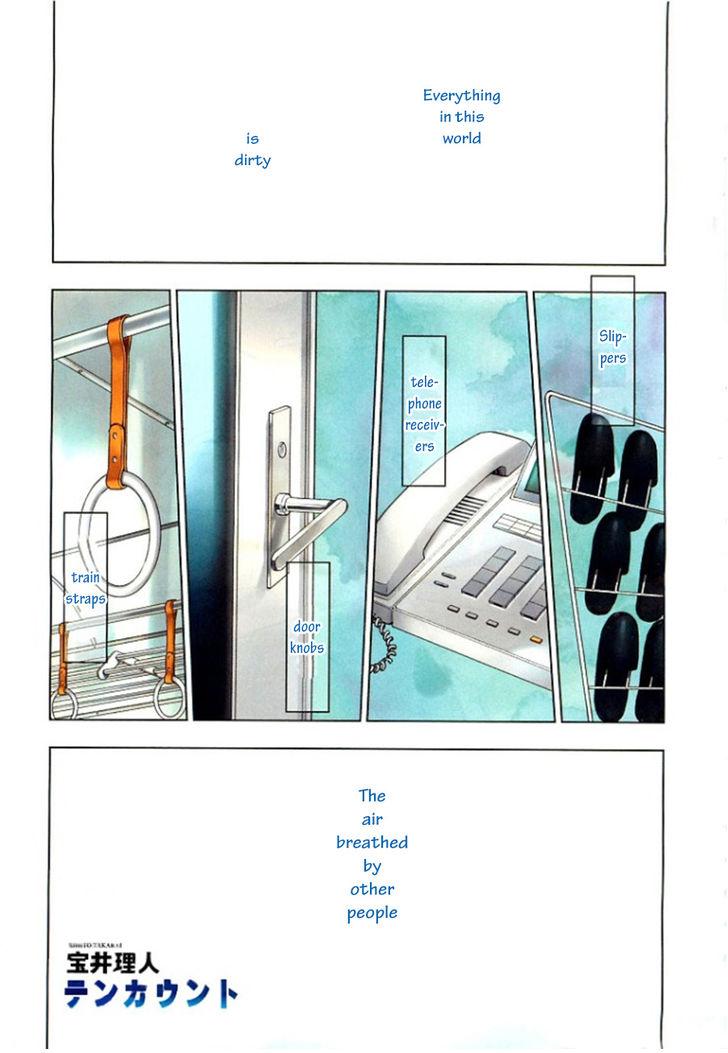 Everything
in this
world
is
dirty
Slip-
pers
tele-
phone
receiv-
ers
door
knobs
train
straps
The
air
breathed
by
other
people
宝井理人
テンカウント